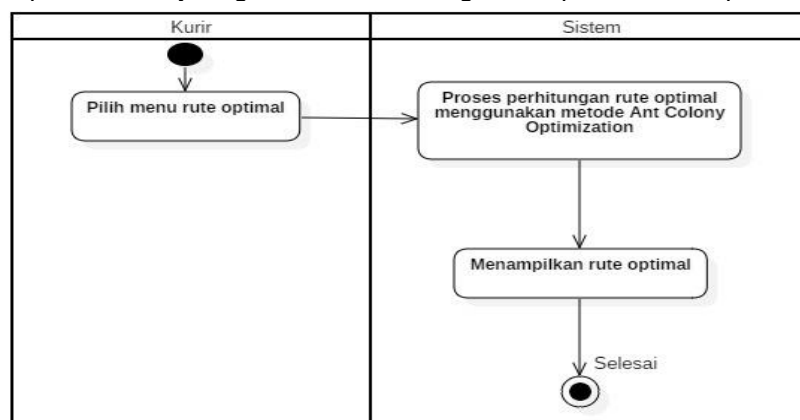 Kurir
Sistem
Pilih menu rute optimal
Proses perhitungan rute optimal
menggunakan metode Ant Colony
Optimization
Menampilkan rute optimal
Selesai